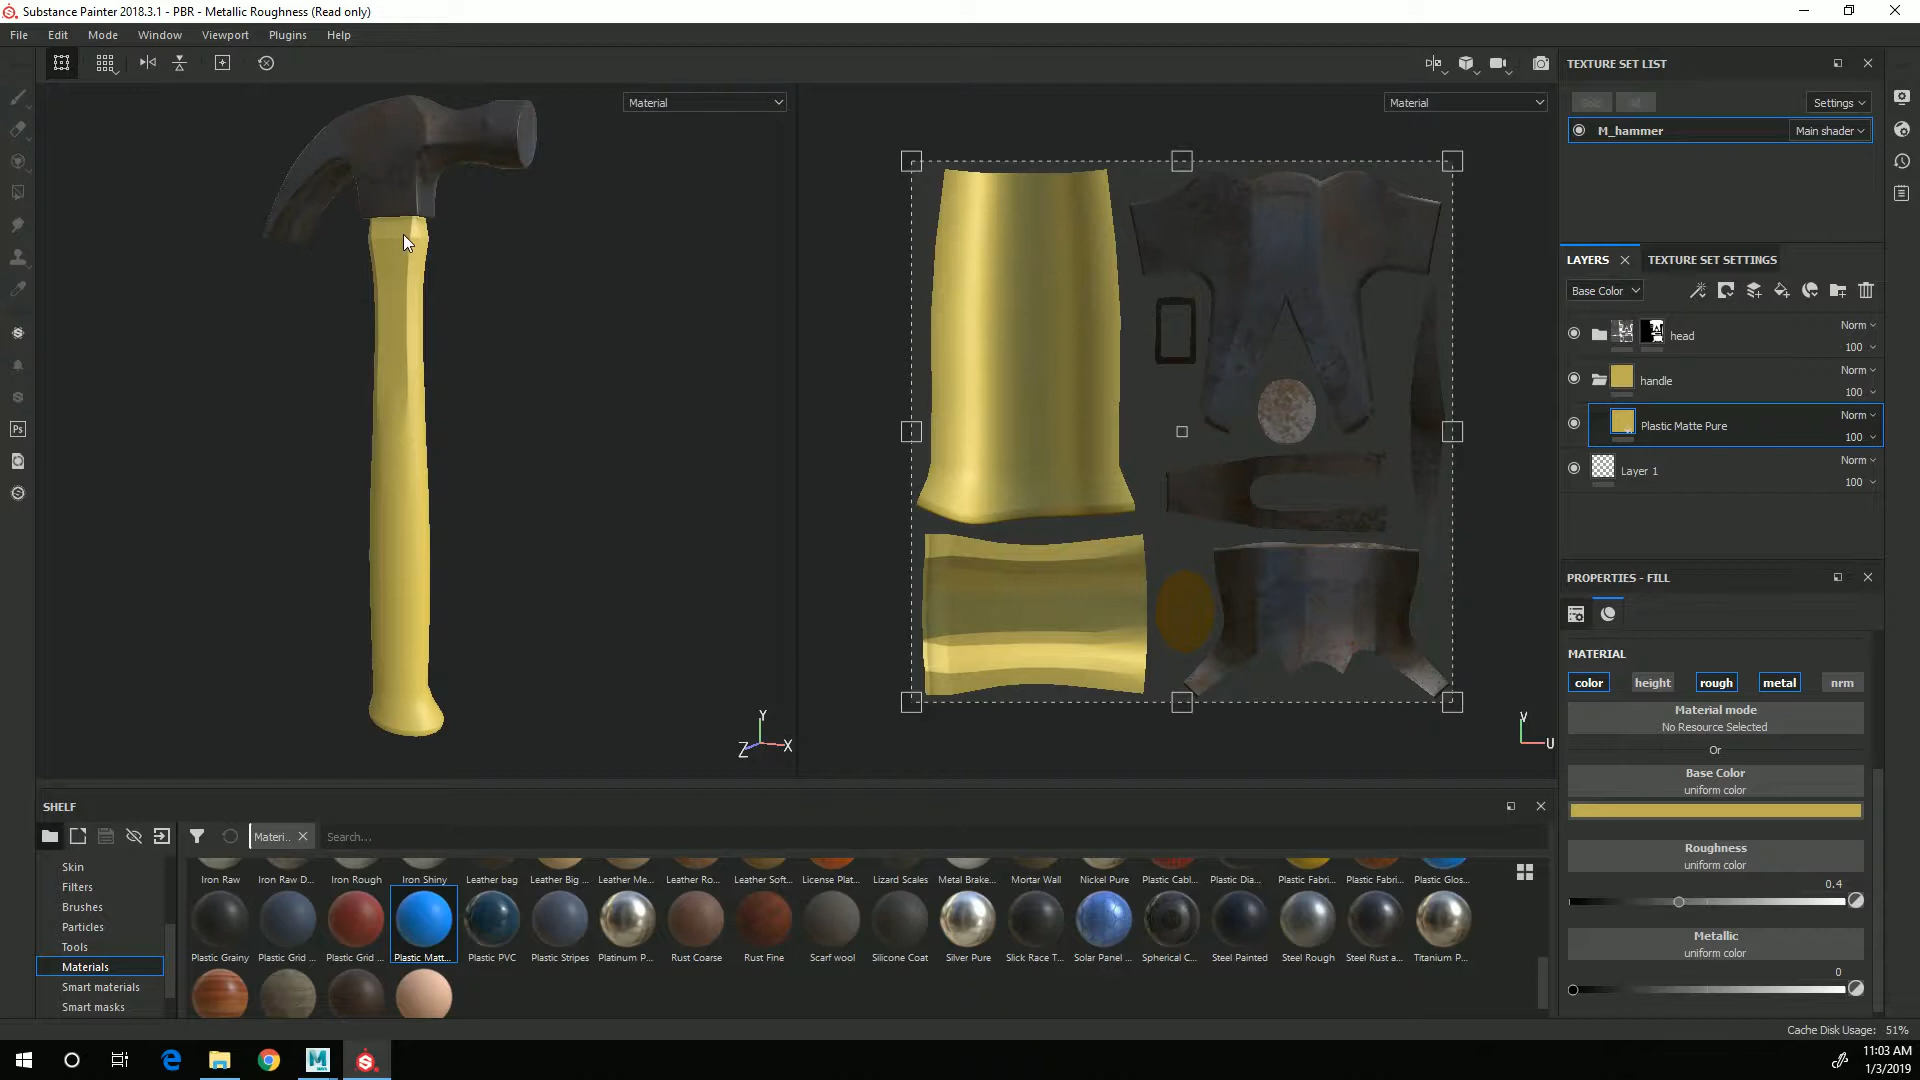 Substance Painter 2018.3.1 - PBR - Metallic Roughness (Read only)
File Edit Mode Window Viewport Plugins Help
Material
Material
TEXTURE SET LIST
Settings
M_hammer Main shader
LAYERS TEXTURE SET SETTINGS
Base Color
head Norm 100
handle Norm 100
Plastic Matte Pure Norm 100
Layer 1 Norm 100
PROPERTIES - FILL
MATERIAL
color height rough metal nrm
Material mode
No Resource Selected
Or
Base Color
uniform color
Roughness
uniform color
0.4
Metallic
uniform color
0
Y
Z X
V
U
SHELF
Materi.. Search...
Skin
Filters
Brushes
Particles
Tools
Materials
Smart materials
Smart masks
Iron Raw Iron Raw D... Iron Rough Iron Shiny Leather bag Leather Big ... Leather Me... Leather Ro... Leather Soft... License Plat... Lizard Scales Metal Brake... Mortar Wall Nickel Pure Plastic Cabl... Plastic Dia... Plastic Fabri... Plastic Fabri... Plastic Glos...
Plastic Grainy Plastic Grid ... Plastic Grid ... Plastic Matt... Plastic PVC Plastic Stripes Platinum P... Rust Coarse Rust Fine Scarf wool Silicone Coat Silver Pure Slick Race T... Solar Panel ... Spherical C... Steel Painted Steel Rough Steel Rust a... Titanium P...
Cache Disk Usage: 51%
Ps
11:03 AM
1/3/2019